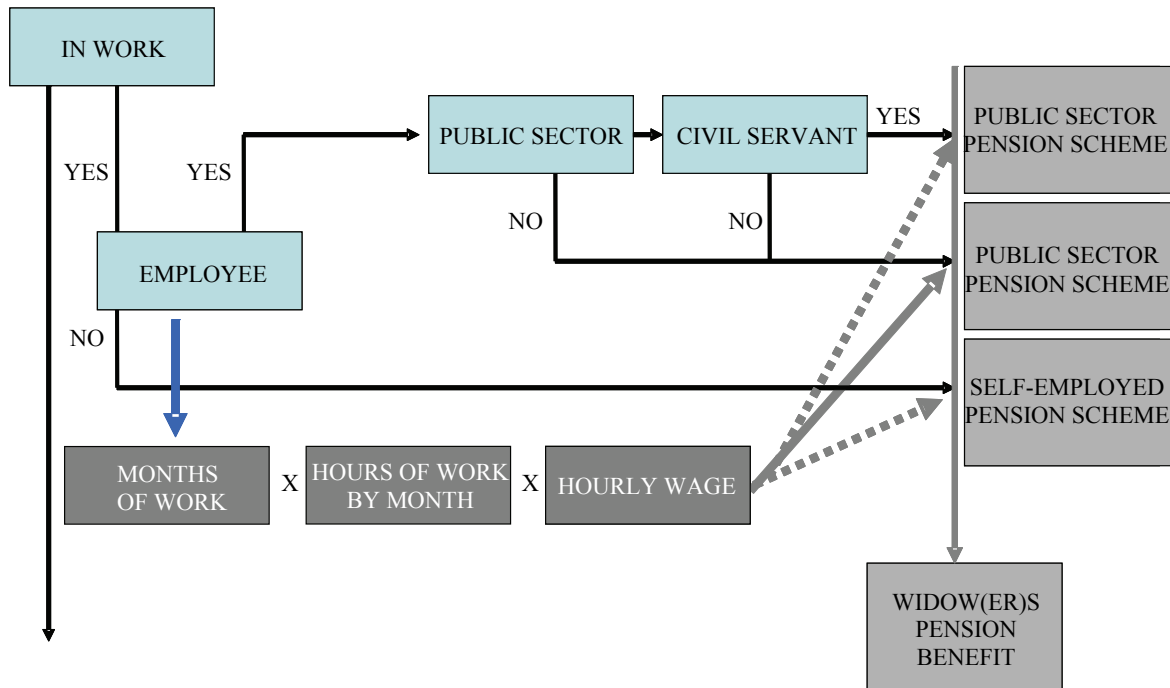 IN WORK
PUBLIC SECTOR
CIVIL SERVANT
YES
PUBLIC SECTOR
PENSION SCHEME
YES
YES
NO
NO
EMPLOYEE
PUBLIC SECTOR
PENSION SCHEME
NO
SELF-EMPLOYED
PENSION SCHEME
MONTHS
OF WORK
X
HOURS OF WORK
BY MONTH
X
HOURLY WAGE
WIDOW(ER)S
PENSION
BENEFIT